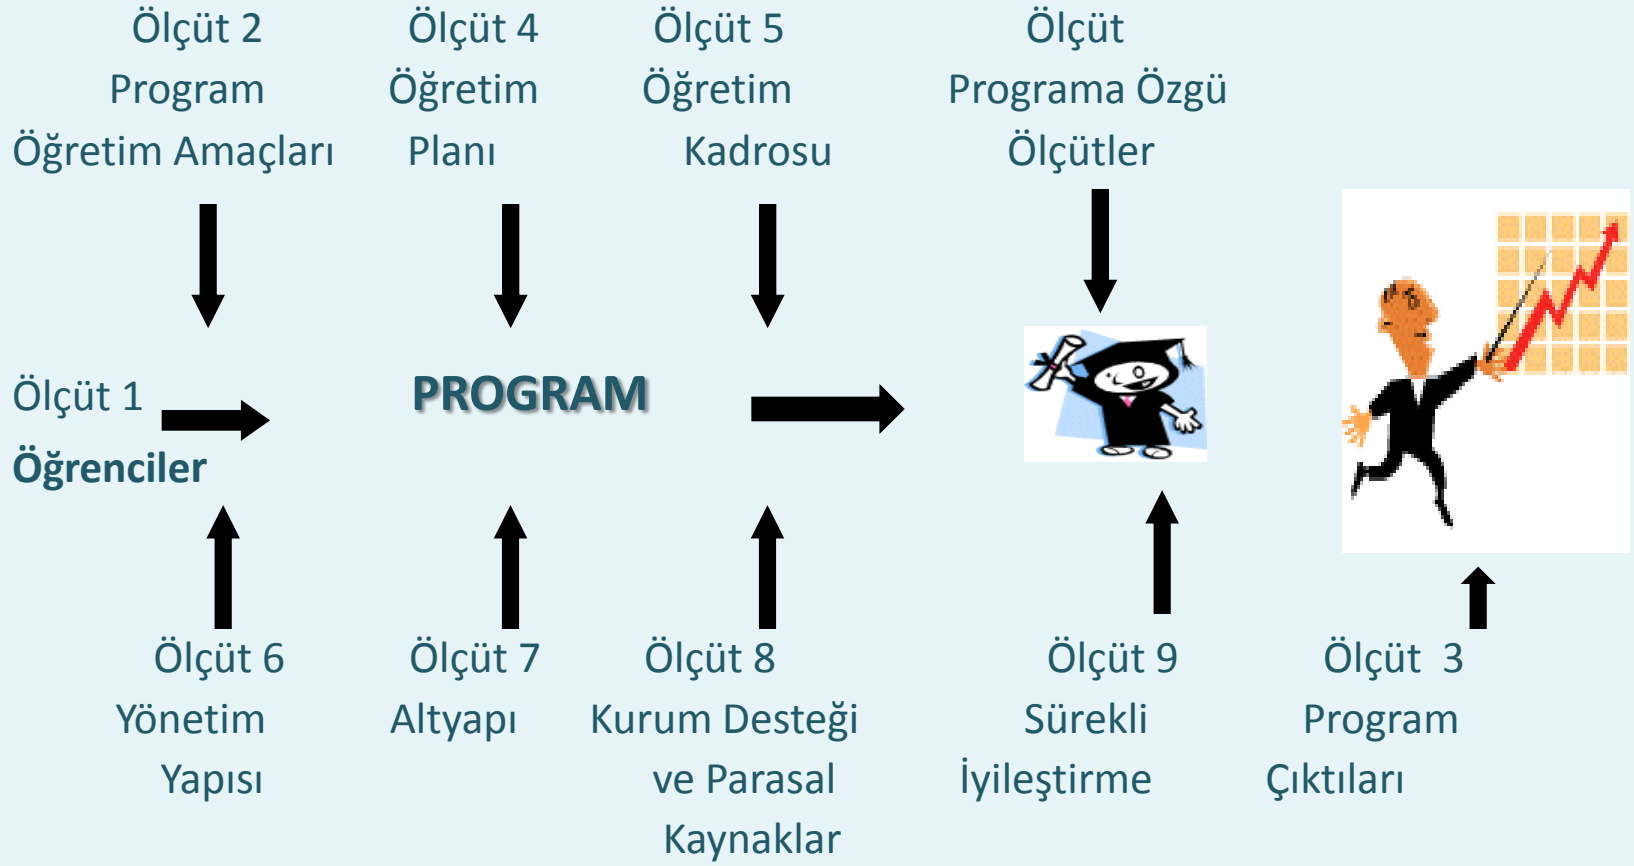 Ölçüt 2
Program
Öğretim Amaçları
Ölçüt 4
Öğretim
Planı
Ölçüt 5
Öğretim
Kadrosu
Ölçüt
Programa Özgü
Ölçütler
Ölçüt 1
Öğrenciler
PROGRAM
Ölçüt 6
Yönetim
Yapısı
Ölçüt 7
Altyapı
Ölçüt 8
Kurum Desteği
ve Parasal
Kaynaklar
Ölçüt 9
Sürekli
İyileştirme
Ölçüt 3
Program
Çıktıları